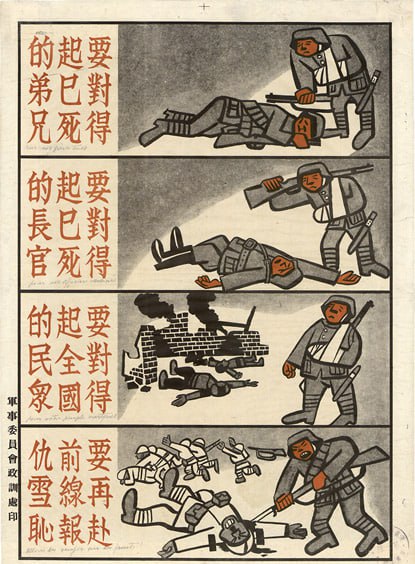 要對得
起已死
的弟兄
要對得
起已死
的長官
要對得
起全國
的民眾
要再赴
前線報
仇雪恥
軍事委員會政訓處印